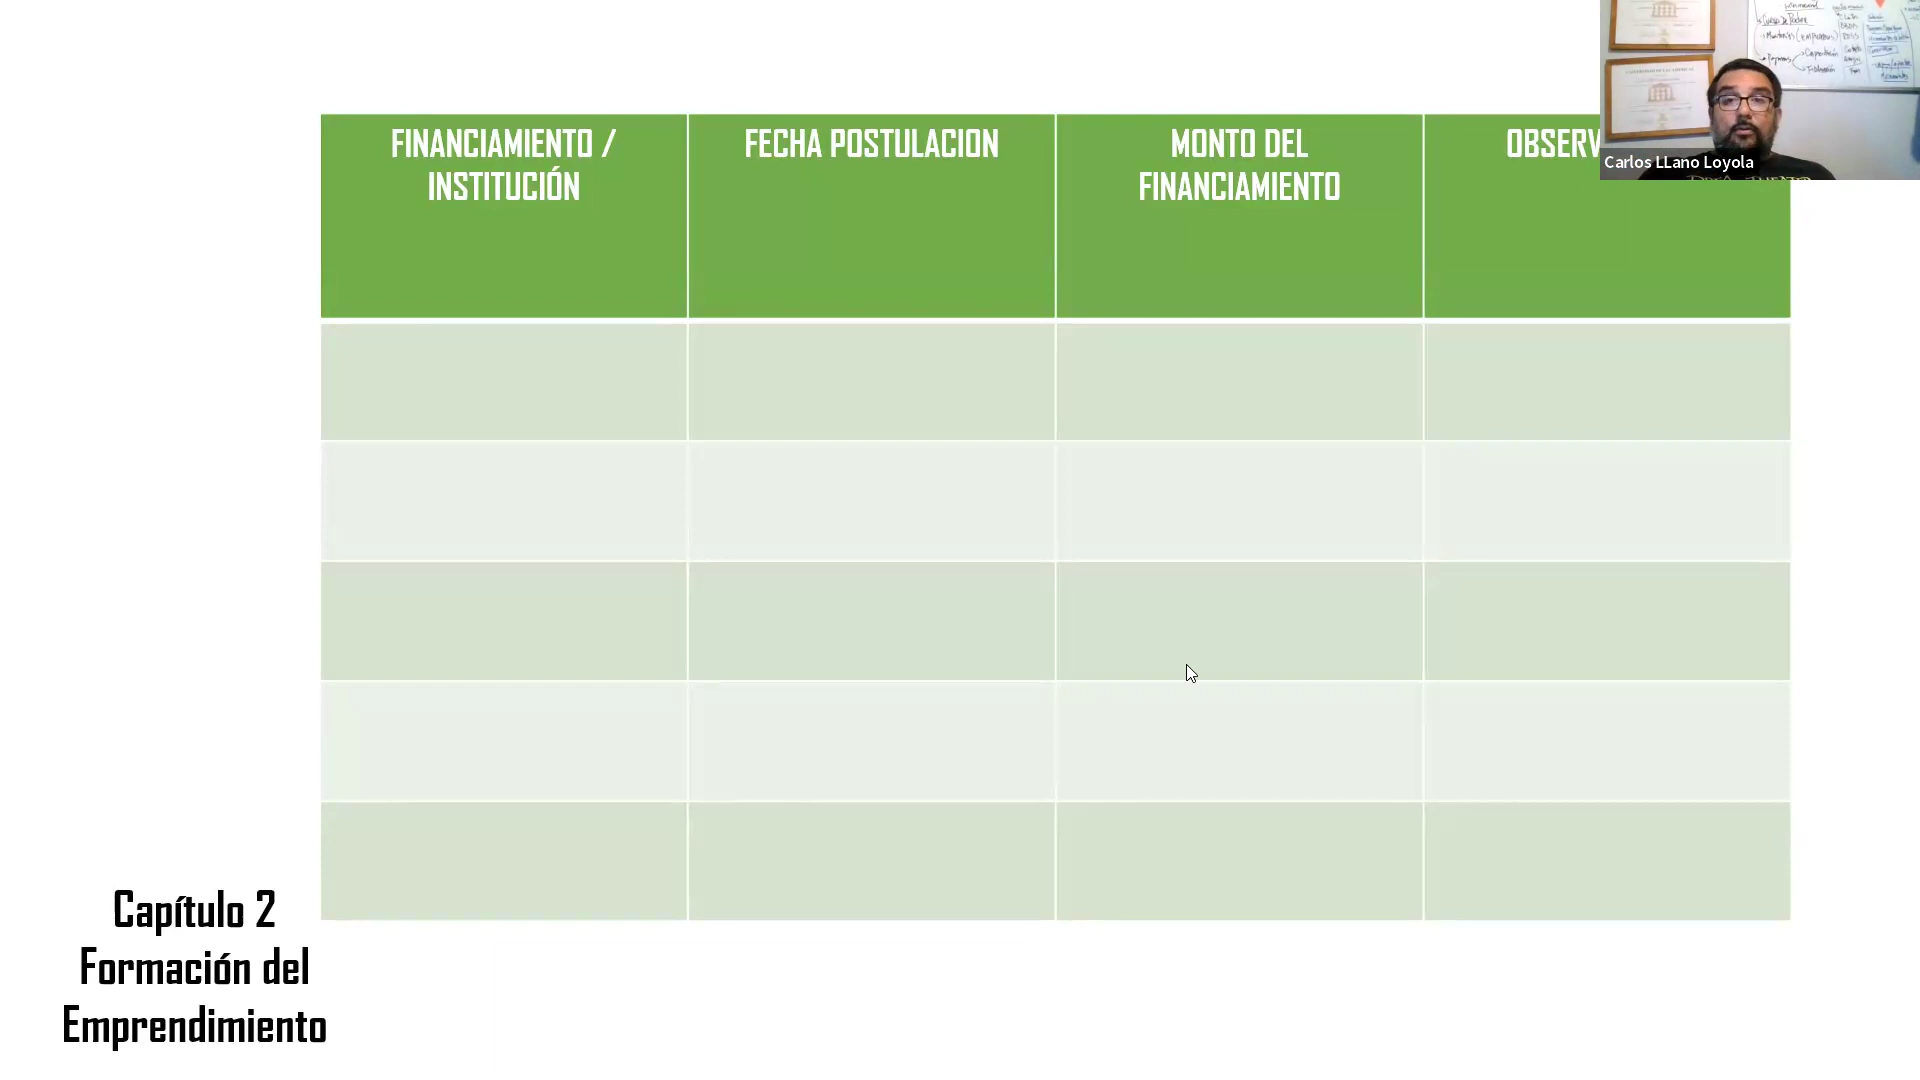 FINANCIAMIENTO /
INSTITUCIÓN
FECHA POSTULACION
MONTO DEL
FINANCIAMIENTO
OBSERV
Carlos LLano Loyola
Capítulo 2
Formación del
Emprendimiento